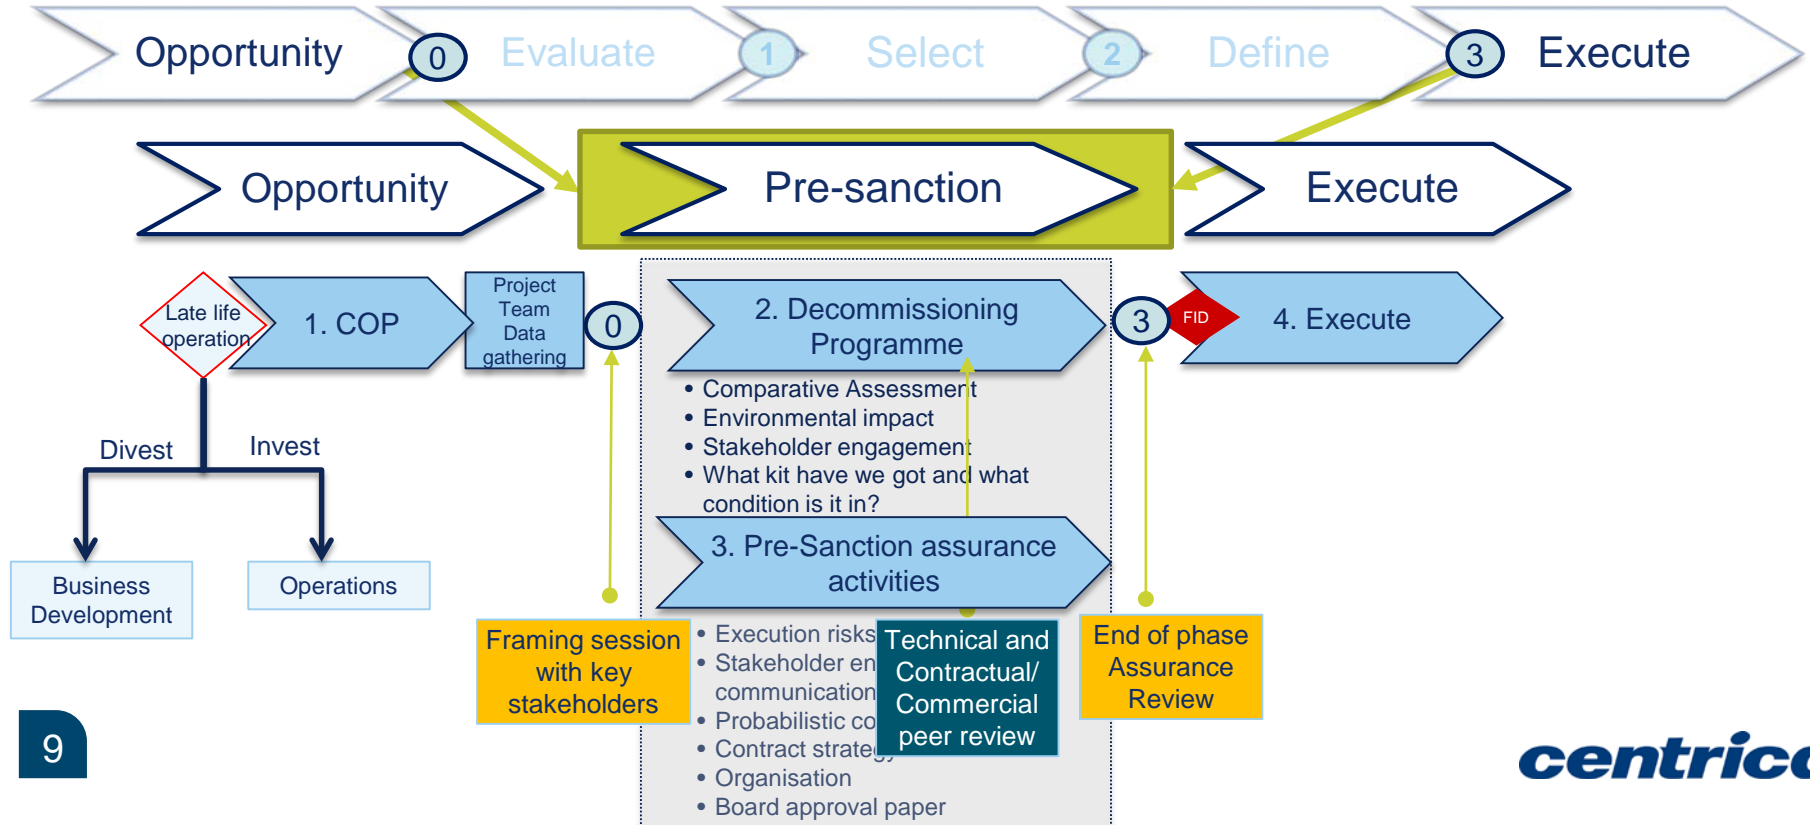 Opportunity
0
Evaluate
1
Select
2
Define
3
Execute
Opportunity
Pre-sanction
Execute
Late life
operation
1. COP
Project
Team
Data
gathering
0
2. Decommissioning
Programme
3
FID
4. Execute
• Comparative Assessment
• Environmental impact
• Stakeholder engagement
• What kit have we got and what
condition is it in?
Divest
Invest
Business
Development
Operations
3. Pre-Sanction assurance
activities
Framing session
with key
stakeholders
• Execution risks
• Stakeholder
communication
• Probabilistic
• Contract
• Organisation
• Board approval paper
Technical and
Contractual/
Commercial
peer review
End of phase
Assurance
Review
9
centrica